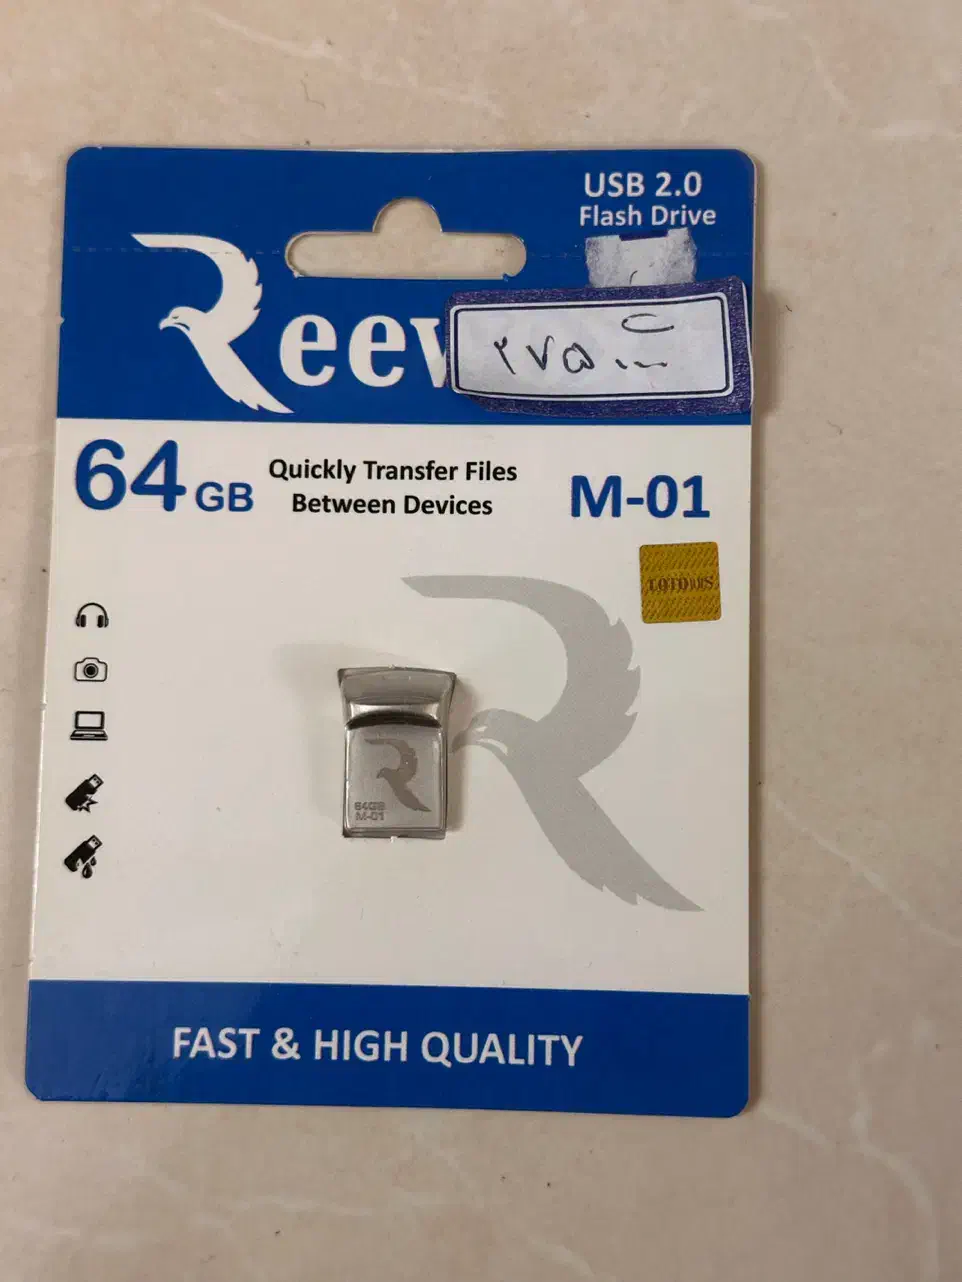 USB 2.0
Flash Drive
Reev
۲۷۵۰۰۰ ت
64 GB
Quickly Transfer Files
Between Devices
M-01
64GB
M-01
FAST & HIGH QUALITY